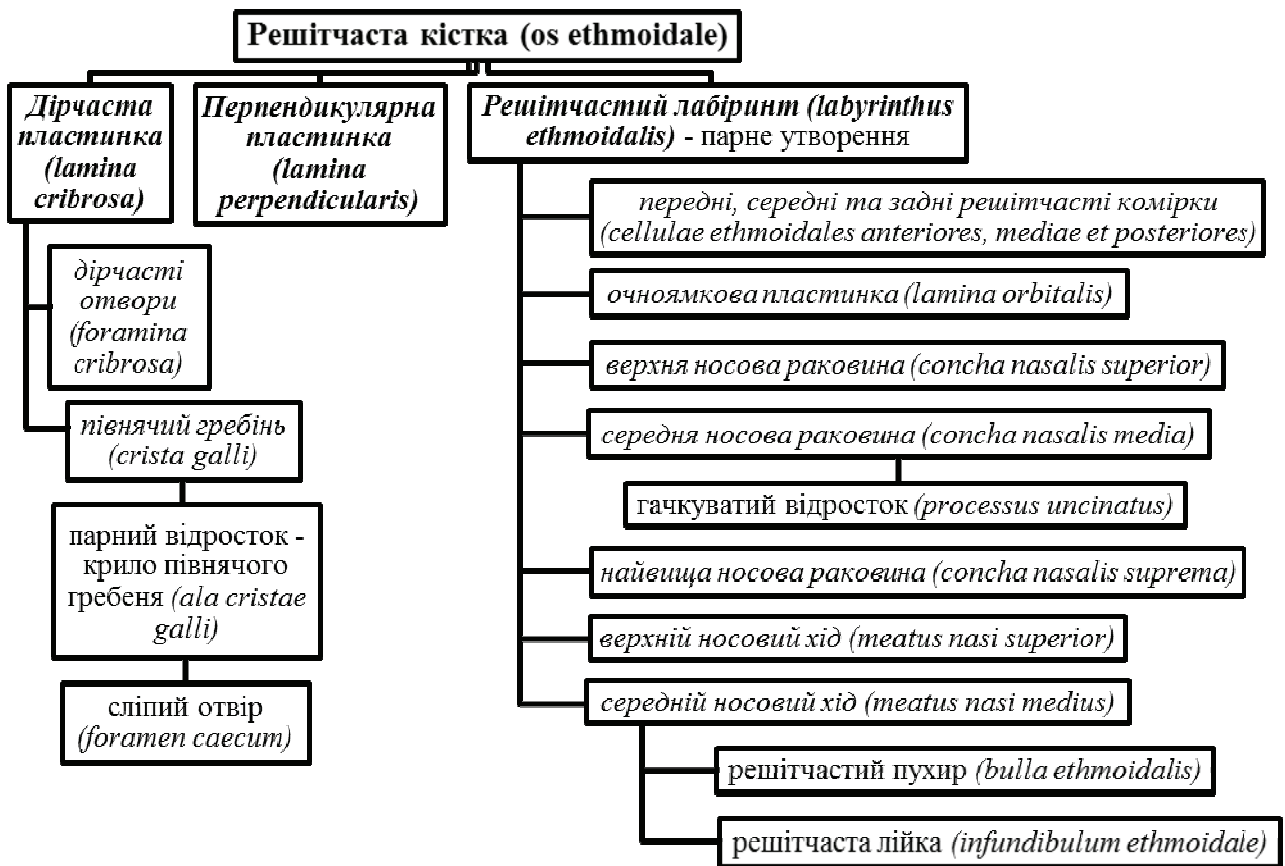 Решітчаста кістка (os ethmoidale)
Дірчаста
пластинка
(lamina
cribrosa)
Перпендикулярна
пластинка
(lamina
perpendicularis)
Решітчастий лабіринт (labyrinthus
ethmoidalis) - парне утворення
дірчасті
отвори
(foramina
cribrosa)
півнячий гребінь
(crista galli)
парний відросток -
крило півнячого
гребеня (ala cristae
galli)
сліпий отвір
(foramen caecum)
передні, середні та задні решітчасті комірки
(cellulae ethmoidales anteriores, mediae et posteriores)
очноямкова пластинка (lamina orbitalis)
верхня носова раковина (concha nasalis superior)
середня носова раковина (concha nasalis media)
гачкуватий відросток (processus uncinatus)
найвища носова раковина (concha nasalis suprema)
верхній носовий хід (meatus nasi superior)
середній носовий хід (meatus nasi medius)
решітчастий пухир (bulla ethmoidalis)
решітчаста лійка (infundibulum ethmoidale)